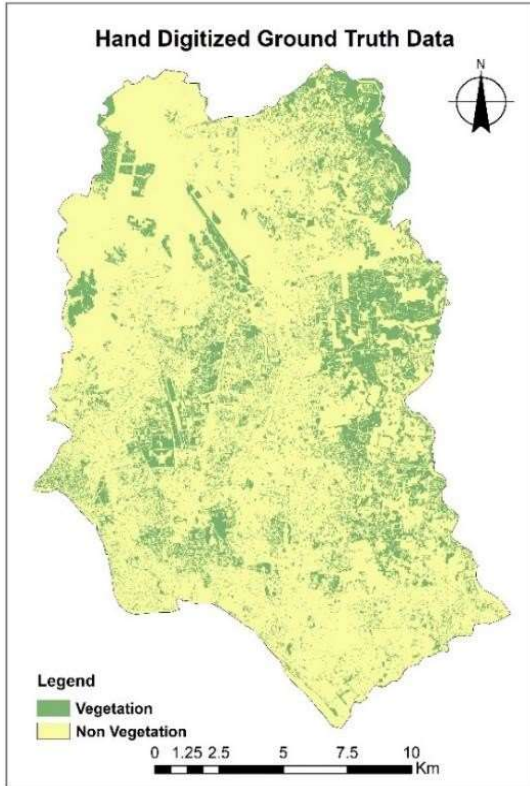 Hand Digitized Ground Truth Data
N
Legend
Vegetation
Non Vegetation
0 1.25 2.5 5 7.5 10
Km